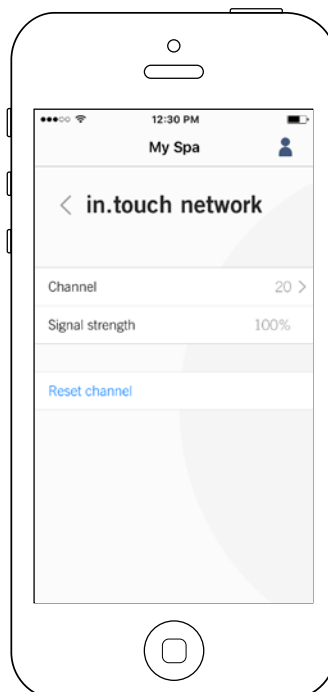 12:30 PM
My Spa
in.touch network
Channel 20
Signal strength 100%
Reset channel